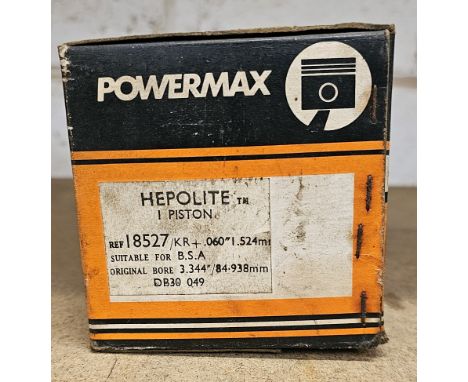 POWERMAX
HEPOLITE TM
1 PISTON
REF 18527/KR+ .060" 1.524mm
SUITABLE FOR B.S.A
ORIGINAL BORE 3.344"/84.938mm
DB30 049